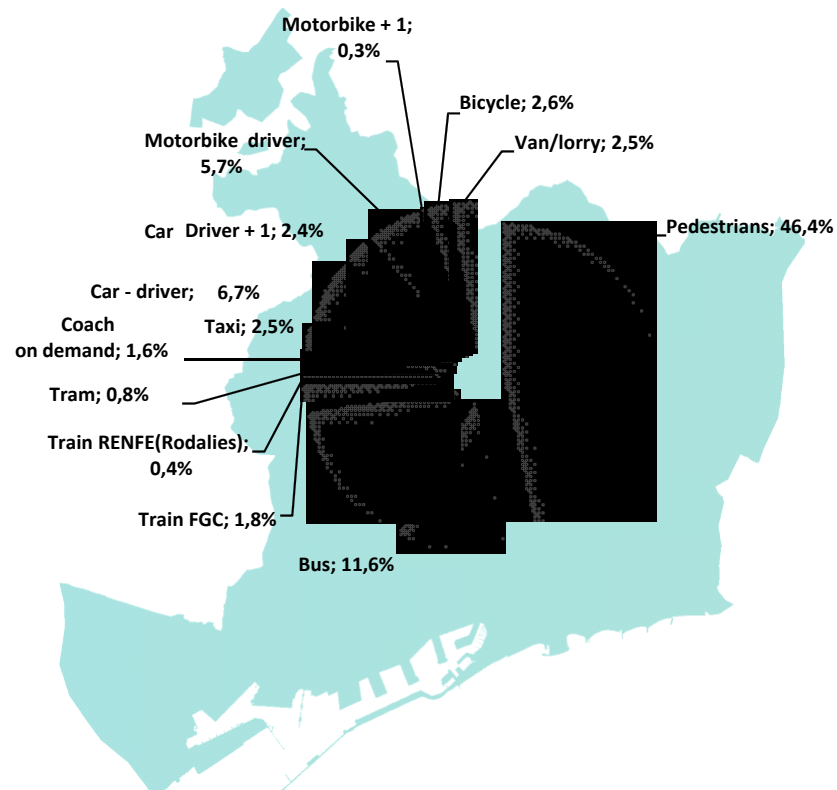 Motorbike + 1;
0,3%
Bicycle; 2,6%
Motorbike driver;
5,7%
Van/lorry; 2,5%
Pedestrians; 46,4%
Car Driver + 1; 2,4%
Car - driver; 6,7%
Taxi; 2,5%
Coach
on demand; 1,6%
Tram; 0,8%
Train RENFE(Rodalies);
0,4%
Train FGC; 1,8%
Bus; 11,6%